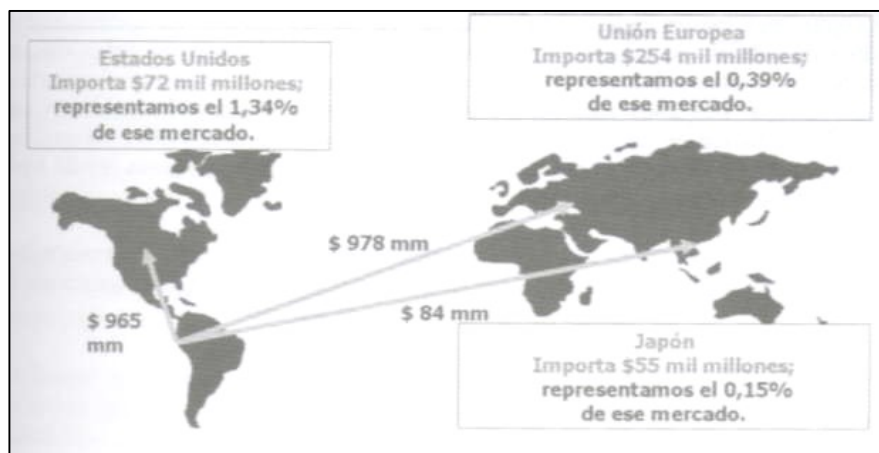 Estados Unidos
Importa $72 mil millones;
representamos el 1,34%
de ese mercado.
Unión Europea
Importa $254 mil millones;
representamos el 0,39%
de ese mercado.
$ 978 mm
$ 965
mm
$ 84 mm
Japón
Importa $55 mil millones;
representamos el 0,15%
de ese mercado.